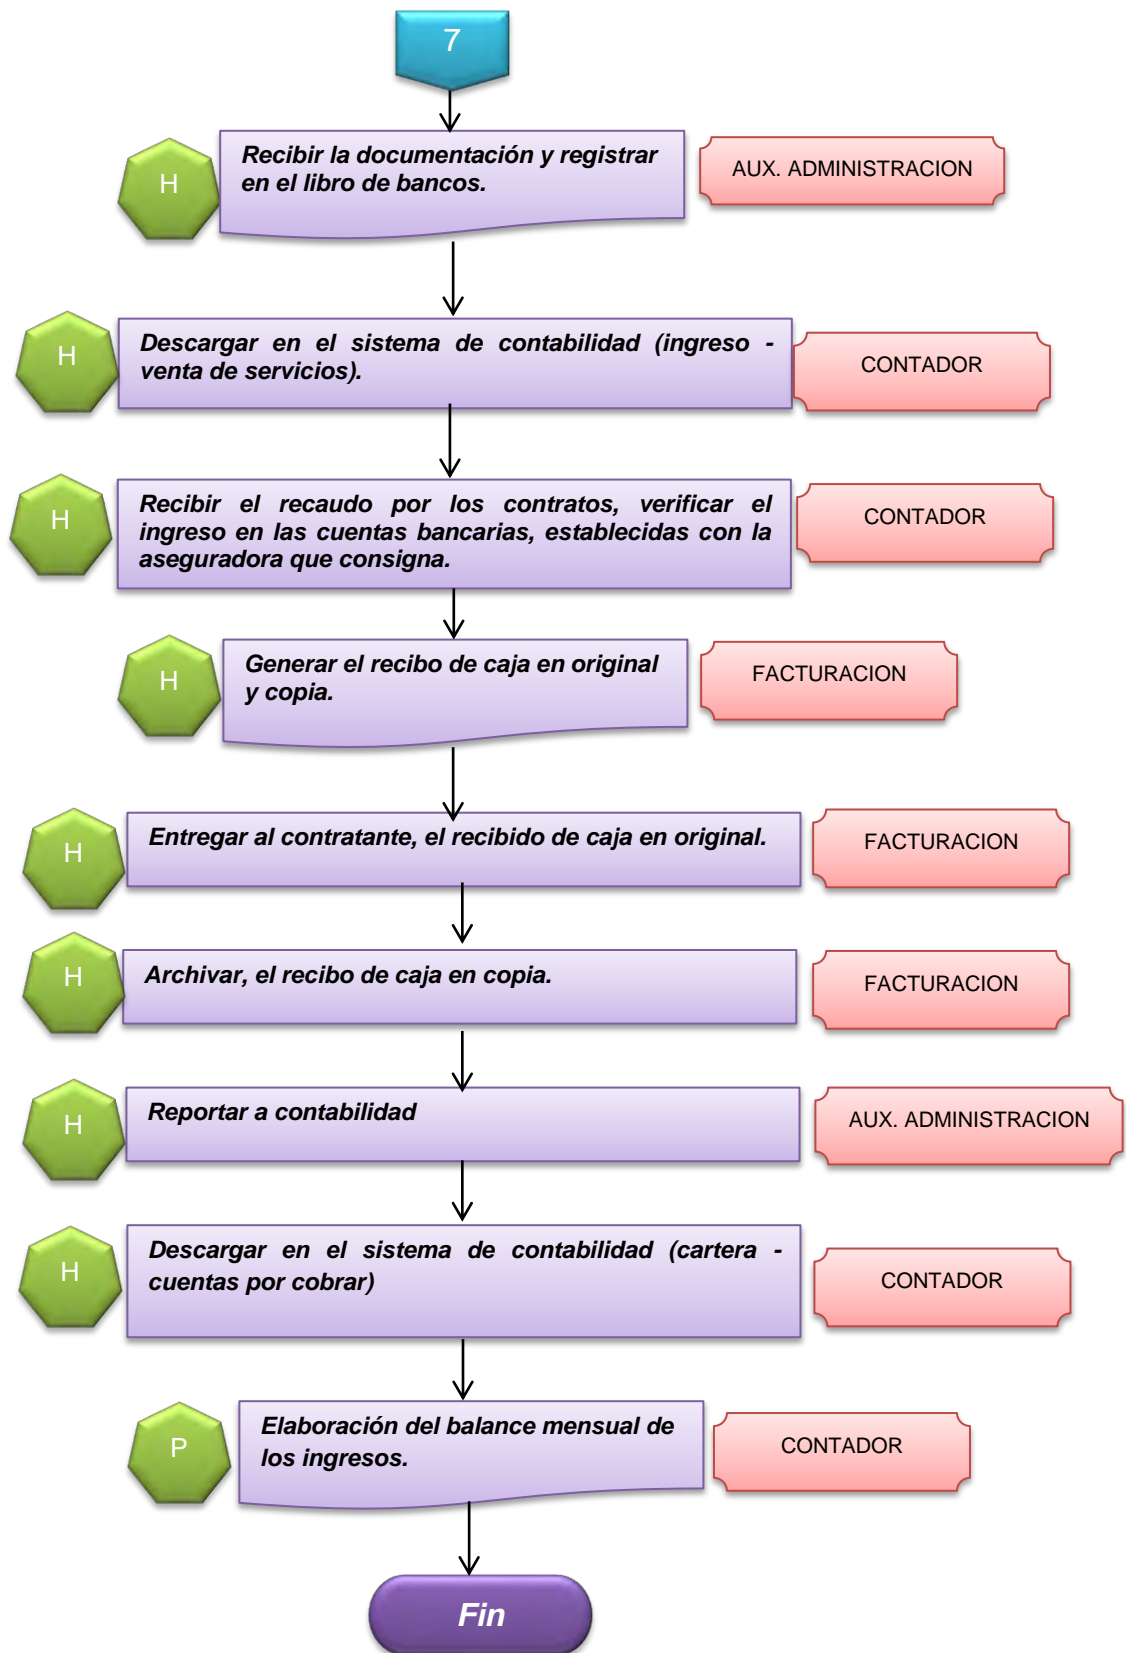 7
H
Recibir la documentación y registrar
en el libro de bancos.
AUX. ADMINISTRACION
H
Descargar en el sistema de contabilidad (ingreso -
venta de servicios).
CONTADOR
H
Recibir el recaudo por los contratos, verificar el
ingreso en las cuentas bancarias, establecidas con la
aseguradora que consigna.
CONTADOR
H
Generar el recibo de caja en original
y copia.
FACTURACION
H
Entregar al contratante, el recibido de caja en original.
FACTURACION
H
Archivar, el recibo de caja en copia.
FACTURACION
H
Reportar a contabilidad
AUX. ADMINISTRACION
H
Descargar en el sistema de contabilidad (cartera -
cuentas por cobrar)
CONTADOR
P
Elaboración del balance mensual de
los ingresos.
CONTADOR
Fin